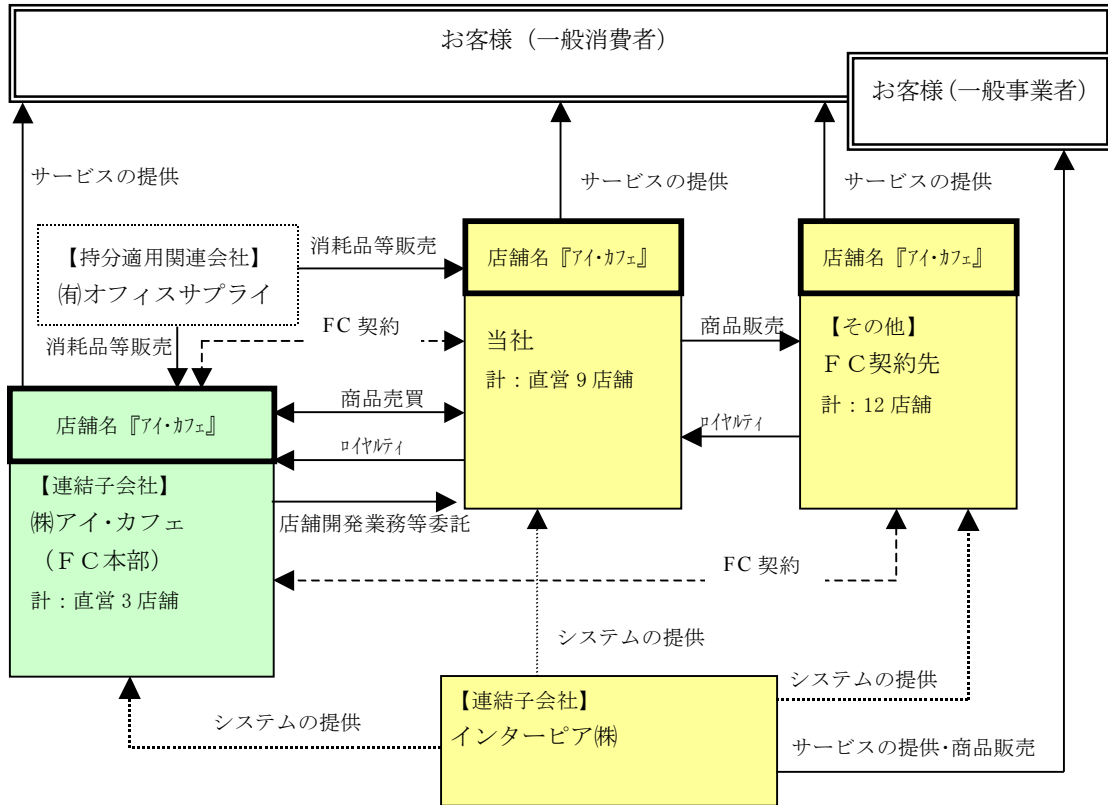 お客様（一般消費者）
お客様（一般事業者）
サービスの提供
サービスの提供
サービスの提供
【持分適用関連会社】
㈲オフィスサプライ
消耗品等販売
消耗品等販売
店舗名『ｱｲ･ｶﾌｪ』
当社
計：直営 9 店舗
店舗名『ｱｲ･ｶﾌｪ』
【その他】
ＦＣ契約先
計：12 店舗
FC 契約
商品販売
商品売買
ﾛｲﾔﾙﾃｨ
ﾛｲﾔﾙﾃｨ
店舗名『ｱｲ･ｶﾌｪ』
【連結子会社】
㈱アイ・カフェ
（ＦＣ本部）
計：直営 3 店舗
店舗開発業務等委託
FC 契約
システムの提供
システムの提供
システムの提供
【連結子会社】
インターピア㈱
サービスの提供・商品販売